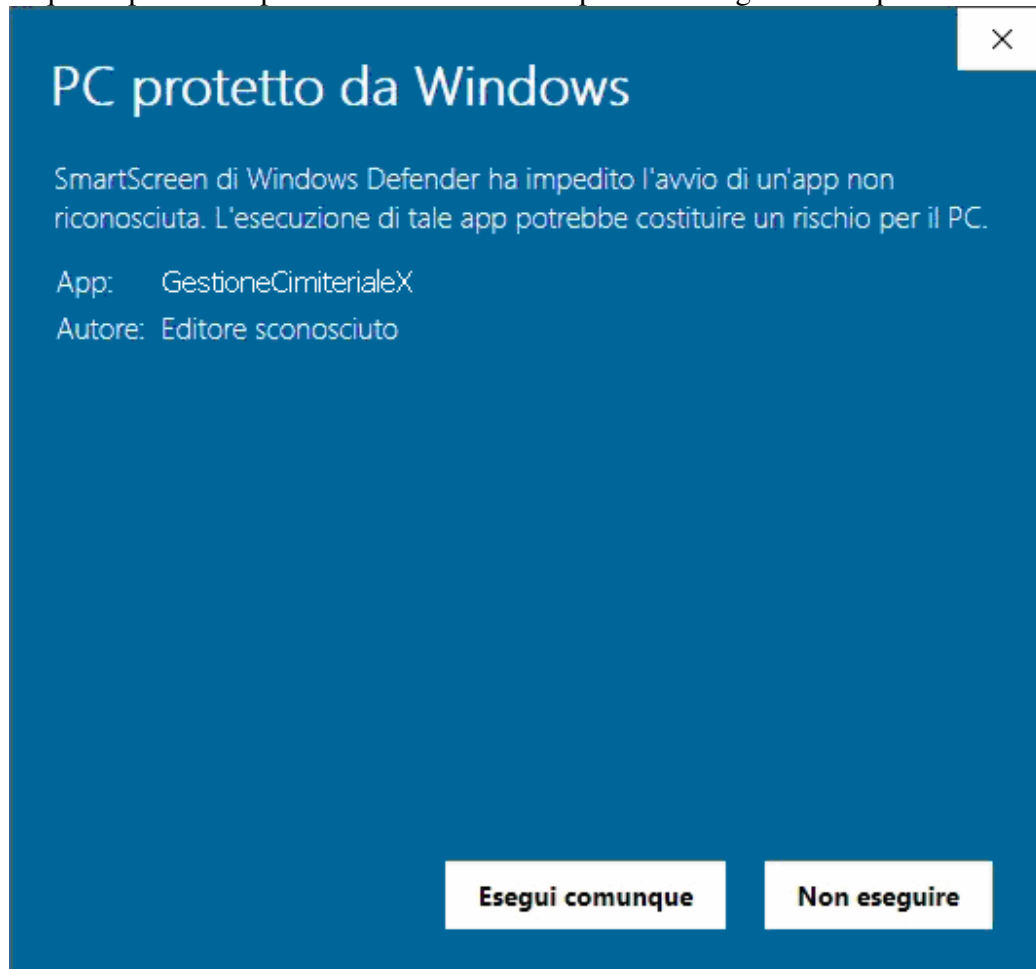 PC protetto da Windows
SmartScreen di Windows Defender ha impedito l'avvio di un'app non
riconosciuta. L'esecuzione di tale app potrebbe costituire un rischio per il PC.
App: GestioneCimiterialeX
Autore: Editore sconosciuto
Esegui comunque Non eseguire